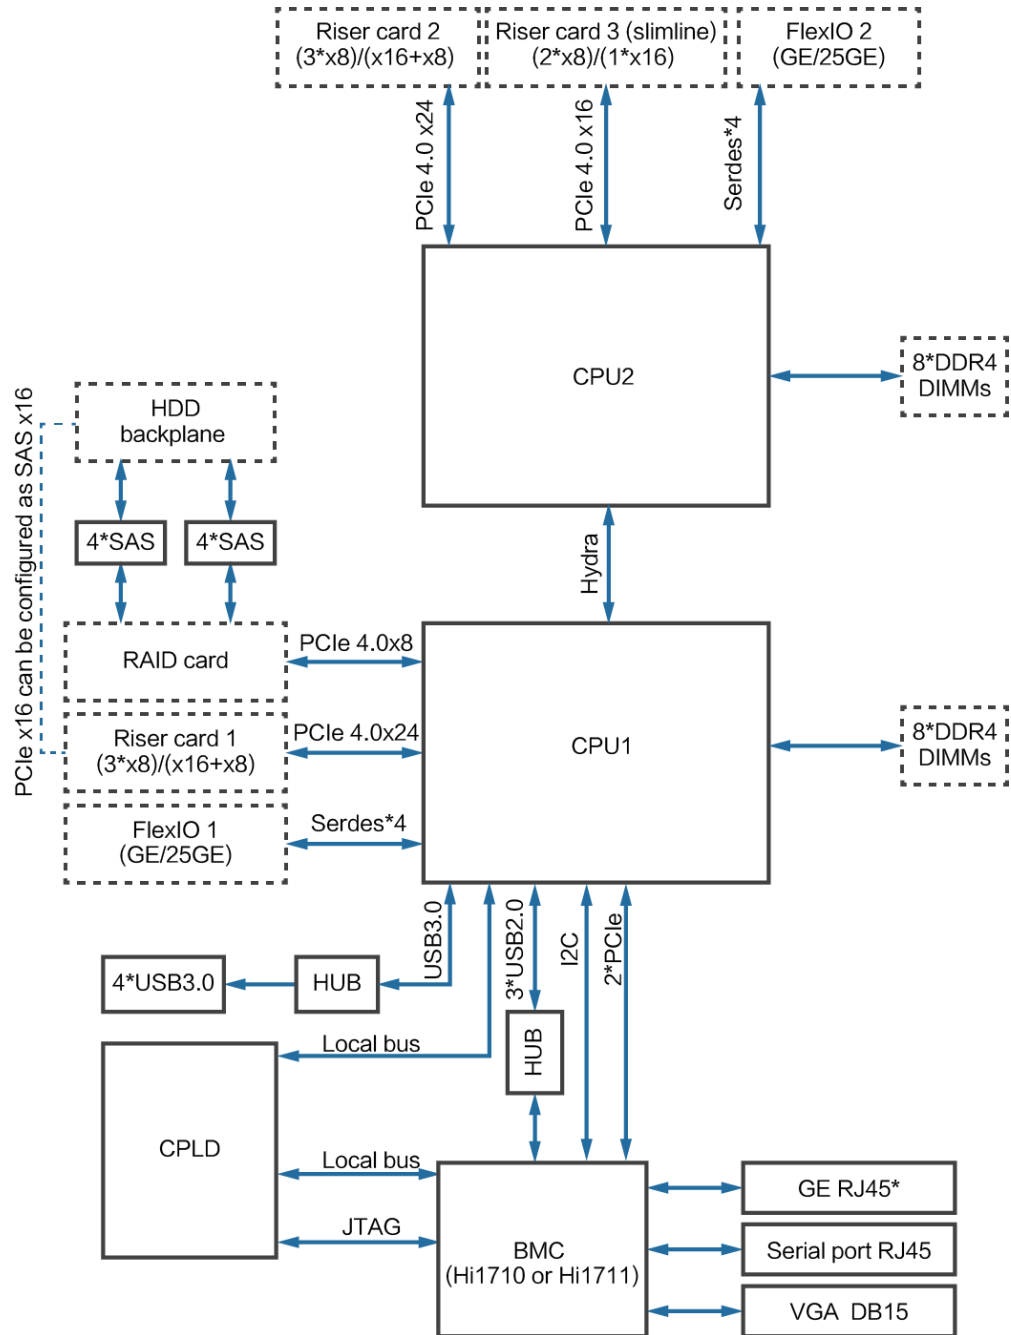 Riser card 2
(3*x8)/(x16+x8)
Riser card 3 (slimline)
(2*x8)/(1*x16)
FlexIO 2
(GE/25GE)
PCIe 4.0 x24
PCIe 4.0 x16
Serdes*4
CPU2
8*DDR4
DIMMs
HDD
backplane
4*SAS
4*SAS
PCIe x16 can be configured as SAS x16
Hydra
RAID card
PCIe 4.0x8
Riser card 1
(3*x8)/(x16+x8)
PCIe 4.0x24
CPU1
8*DDR4
DIMMs
FlexIO 1
(GE/25GE)
Serdes*4
USB3.0
3*USB2.0
I2C
2*PCIe
4*USB3.0
HUB
HUB
Local bus
CPLD
Local bus
JTAG
BMC
(Hi1710 or Hi1711)
GE RJ45*
Serial port RJ45
VGA DB15